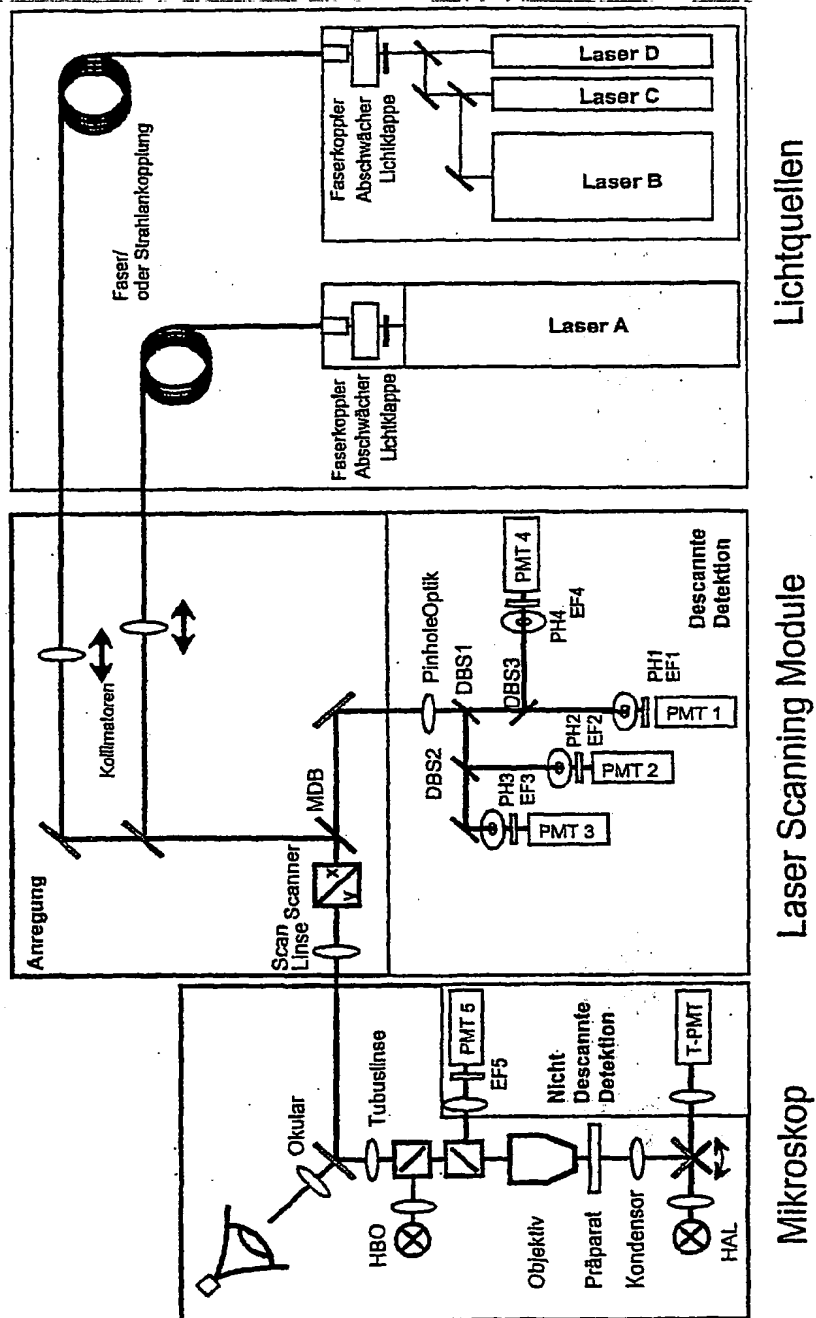 Lichtquellen
Laser D
Laser C
Laser B
Faserkoppler
Abschwächer
Lichtklappe
Faser/
oder Strahlankopplung
Laser A
Faserkoppler
Abschwächer
Lichtklappe
Laser Scanning Module
Anregung
Kollimatoren
MDB
x
y
Scanner
Scan
Linse
PinholeOptik
DBS1
DBS2
DBS3
PMT 4
PH4
EF4
Descannte
Detektion
PH1
EF1
PMT 1
PH2
EF2
PMT 2
PH3
EF3
PMT 3
Mikroskop
Okular
Tubuslinse
HBO
PMT 5
EF5
Nicht
Descannte
Detektion
Objektiv
Präparat
Kondensor
T-PMT
HAL